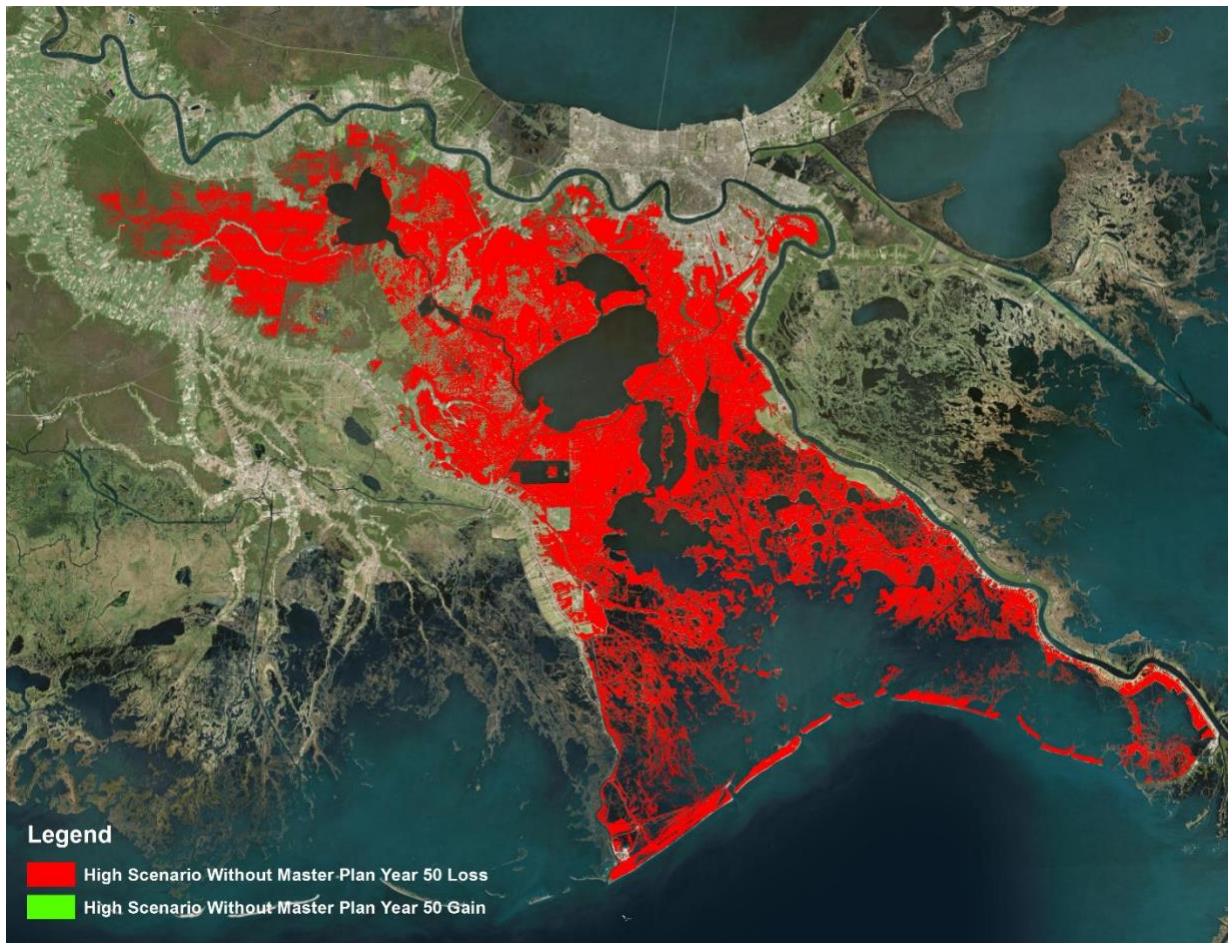 Legend
High Scenario Without Master Plan Year 50 Loss
High Scenario Without Master Plan Year 50 Gain